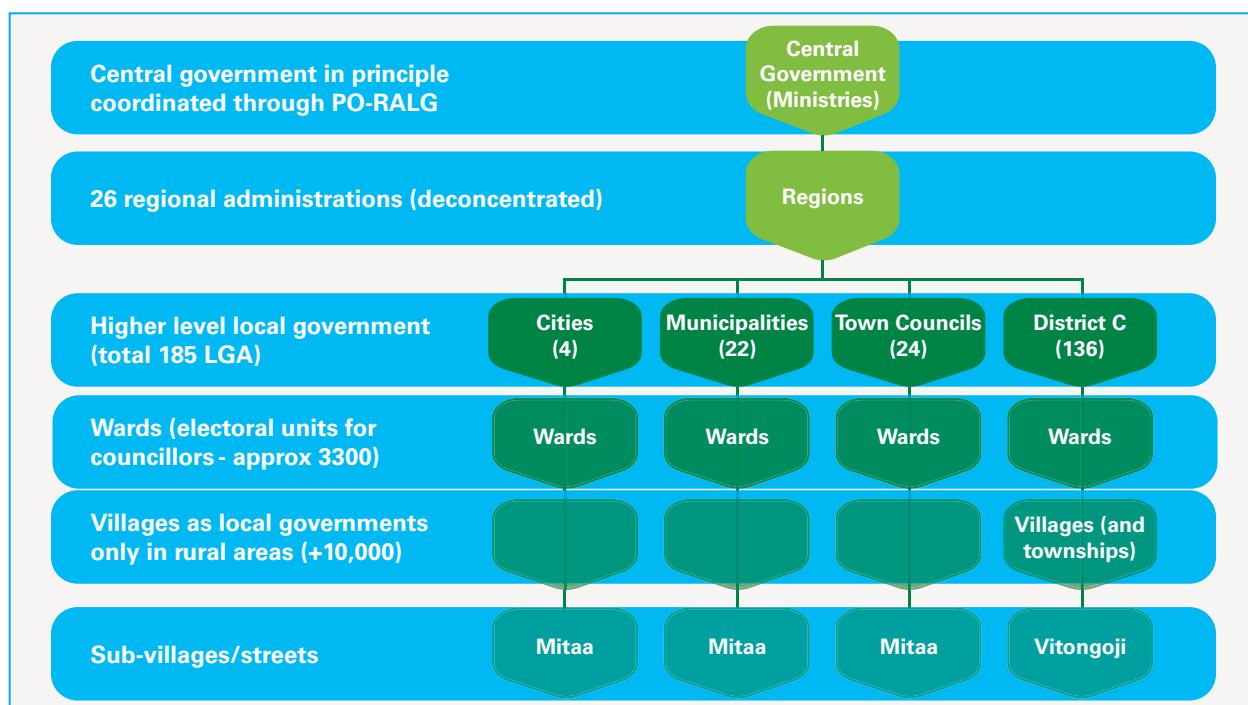 Central government in principle
coordinated through PO-RALG
Central
Government
(Ministries)
26 regional administrations (deconcentrated)
Regions
Higher level local government
(total 185 LGA)
Cities
(4)
Municipalities
(22)
Town Councils
(24)
District C
(136)
Wards (electoral units for
councillors - approx 3300)
Wards
Wards
Wards
Wards
Villages as local governments
only in rural areas (+10,000)
Villages (and
townships)
Sub-villages/streets
Mitaa
Mitaa
Mitaa
Vitongoji